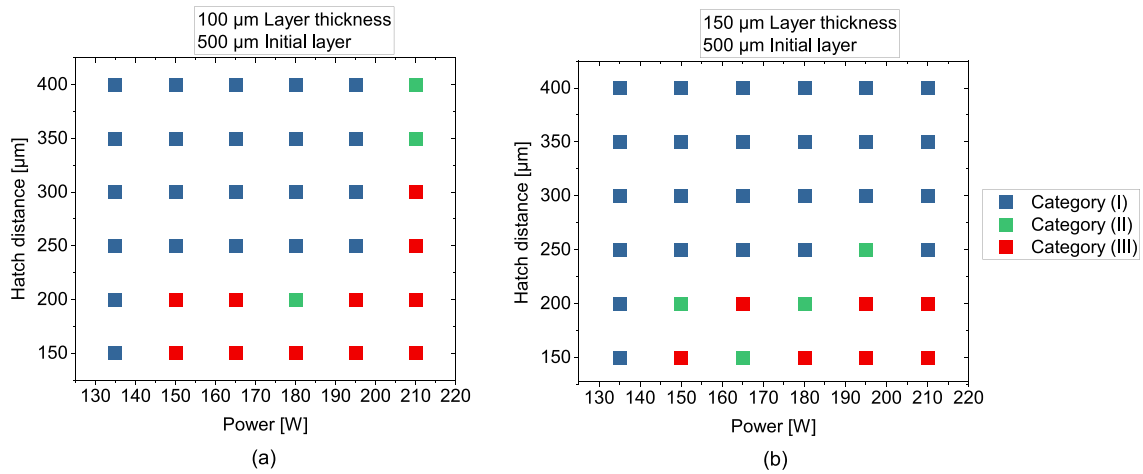 100 µm Layer thickness
500 µm Initial layer
150 µm Layer thickness
500 µm Initial layer
Hatch distance [µm]
400
350
300
250
200
150
130 140 150 160 170 180 190 200 210 220
Power [W]
(a)
Hatch distance [µm]
400
350
300
250
200
150
130 140 150 160 170 180 190 200 210 220
Power [W]
(b)
Category (I)
Category (II)
Category (III)